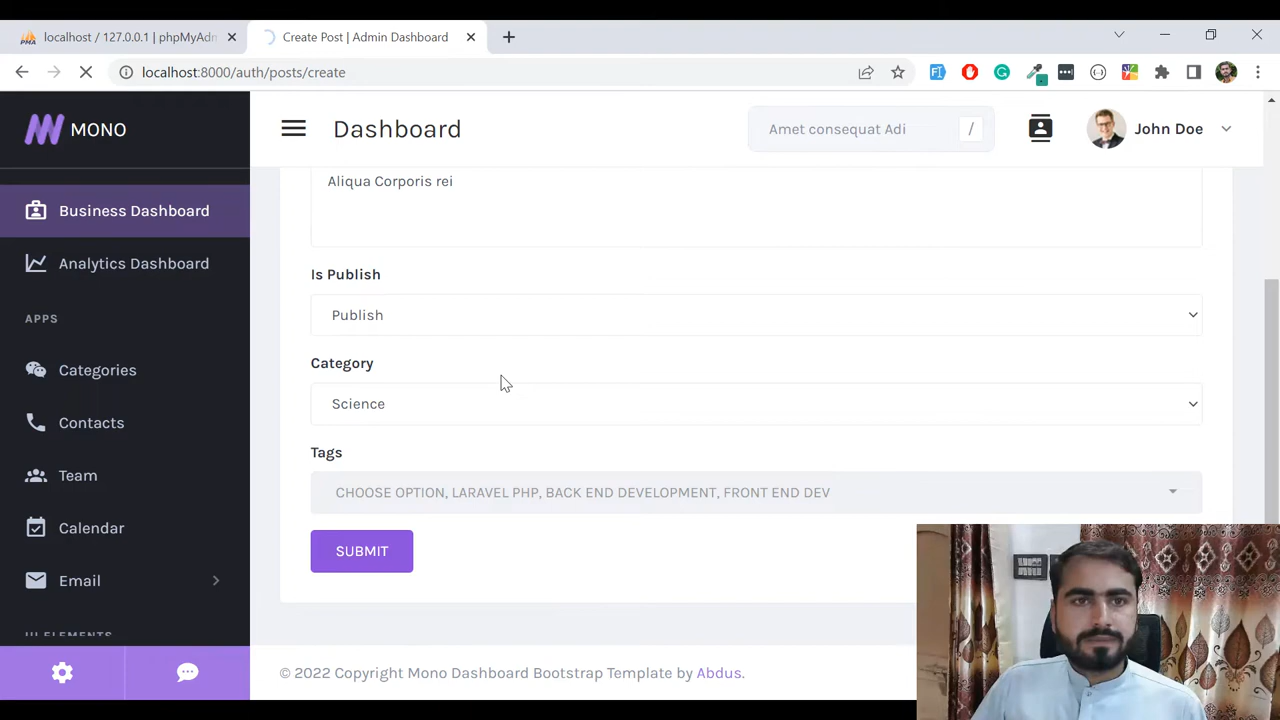 localhost / 127.0.0.1 | phpMyAdm
Create Post | Admin Dashboard
localhost:8000/auth/posts/create
MONO
Dashboard
Amet consequat Adi
/
John Doe
Business Dashboard
Analytics Dashboard
APPS
Categories
Contacts
Team
Calendar
Email
UI ELEMENTS
Aliqua Corporis rei
Is Publish
Publish
Category
Science
Tags
CHOOSE OPTION, LARAVEL PHP, BACK END DEVELOPMENT, FRONT END DEV
SUBMIT
© 2022 Copyright Mono Dashboard Bootstrap Template by Abdus.